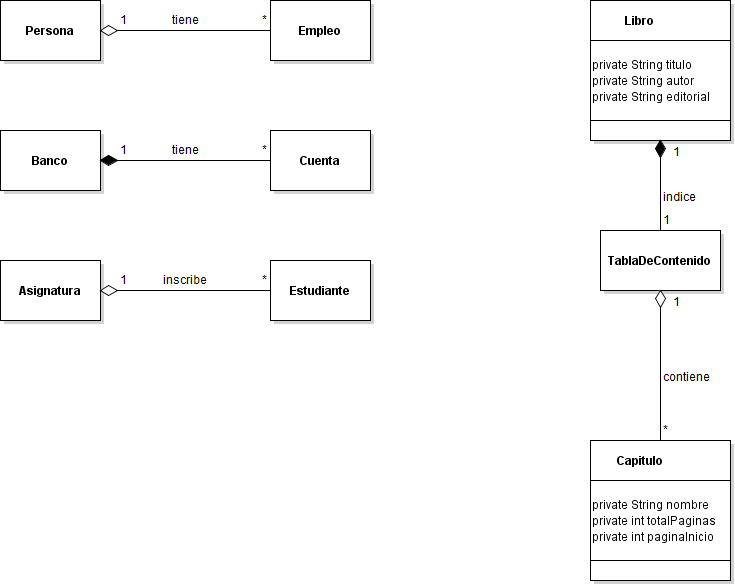 Persona
1
tiene
*
Empleo
Banco
1
tiene
*
Cuenta
Asignatura
1
inscribe
*
Estudiante
Libro
private String titulo
private String autor
private String editorial
1
indice
1
TablaDeContenido
1
contiene
*
Capitulo
private String nombre
private int totalPaginas
private int paginaInicio